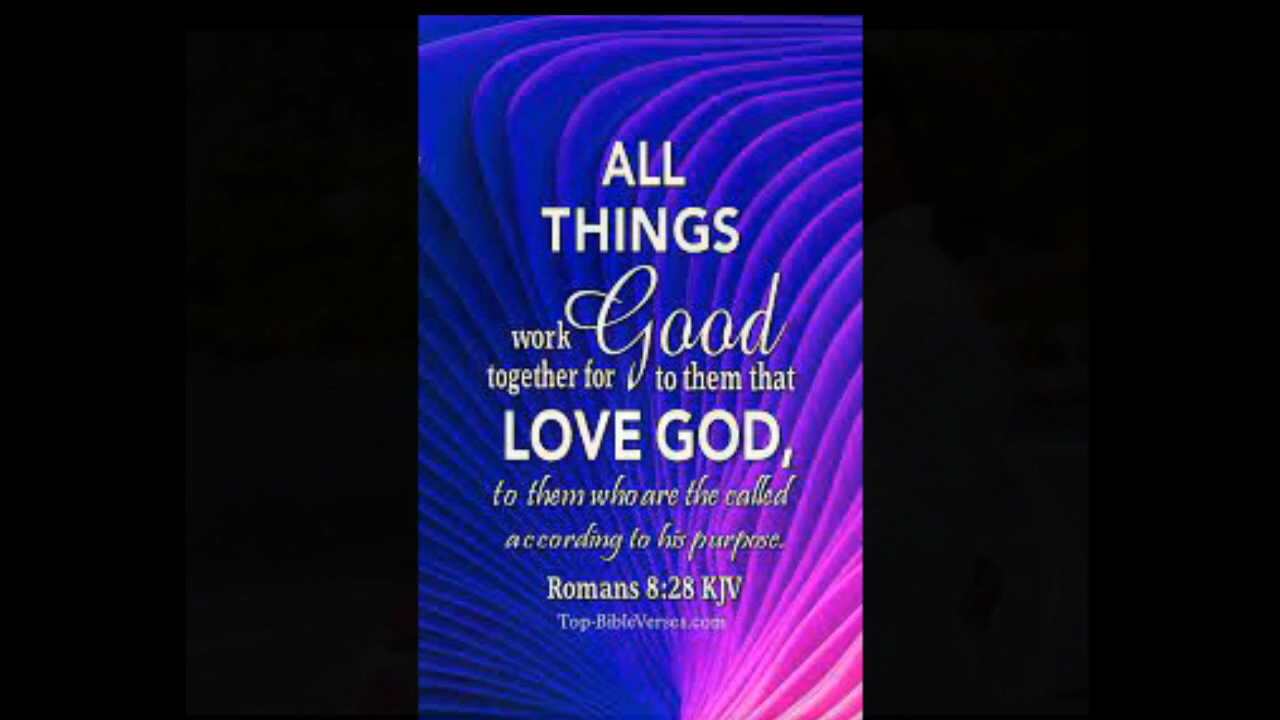 ALL
THINGS
work Good
together for to them that
LOVE GOD,
to them who are the called
according to his purpose.
Romans 8:28 KJV
Top-BibleVerses.com